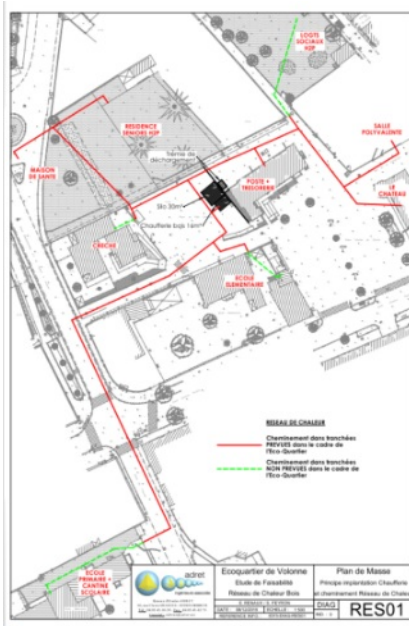 LOGTS
SOCIAUX H2P
RESIDENCE
SENIORS H2P
SALLE
POLYVALENTE
MAISON
DE SANTE
Trémie de
déchargement
POSTE +
TRESORERIE
LE
CHATEAU
Silo 30m³
Chaufferie bois
CRECHE
ECOLE
ELEMENTAIRE
RESEAU DE CHALEUR
Cheminement dans tranchées
PREVUES dans le cadre de
l'Eco-Quartier
Cheminement dans tranchées
NON PREVUES dans le cadre de
l'Eco-Quartier
ECOLE
PRIMAIRE +
CANTINE
SCOLAIRE
adret
Ecoquartier de Volonne
Etude de Faisabilité
Réseau de Chaleur Bois
Plan de Masse
Principe implantation Chaufferie
et cheminement Réseau de Chaleur
DIAG
RES01